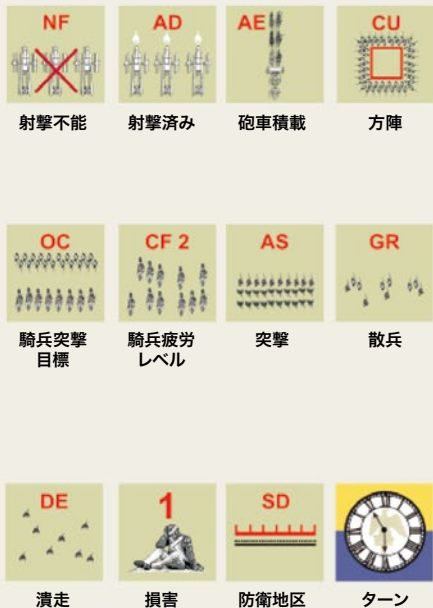 NF
AD
AE
CU
射撃不能
射撃済み
砲車積載
方陣
OC
CF 2
AS
GR
騎兵突撃
目標
騎兵疲労
レベル
突撃
散兵
DE
1
SD
潰走
損害
防衛地区
ターン